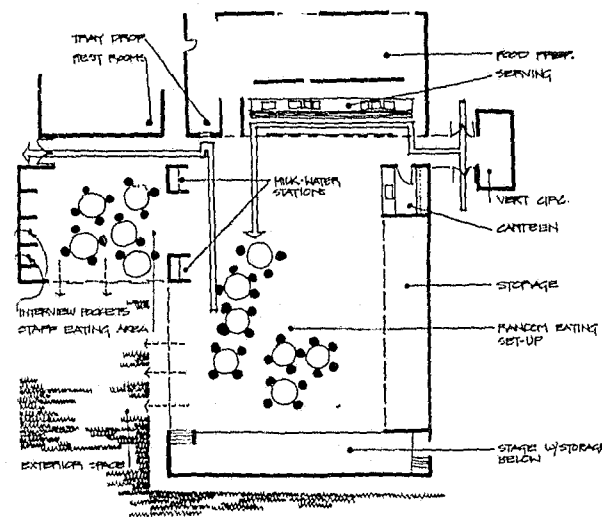 TRAY DROP
REST ROOMS
FOOD PREP.
SERVING
MILK-WATER
STATIONS
VERT CIRC.
CANTEEN
STORAGE
INTERVIEW POCKETS
STAFF EATING AREA
RANDOM EATING
SET-UP
EXTERIOR SPACE
STAGE W/STORAGE
BELOW